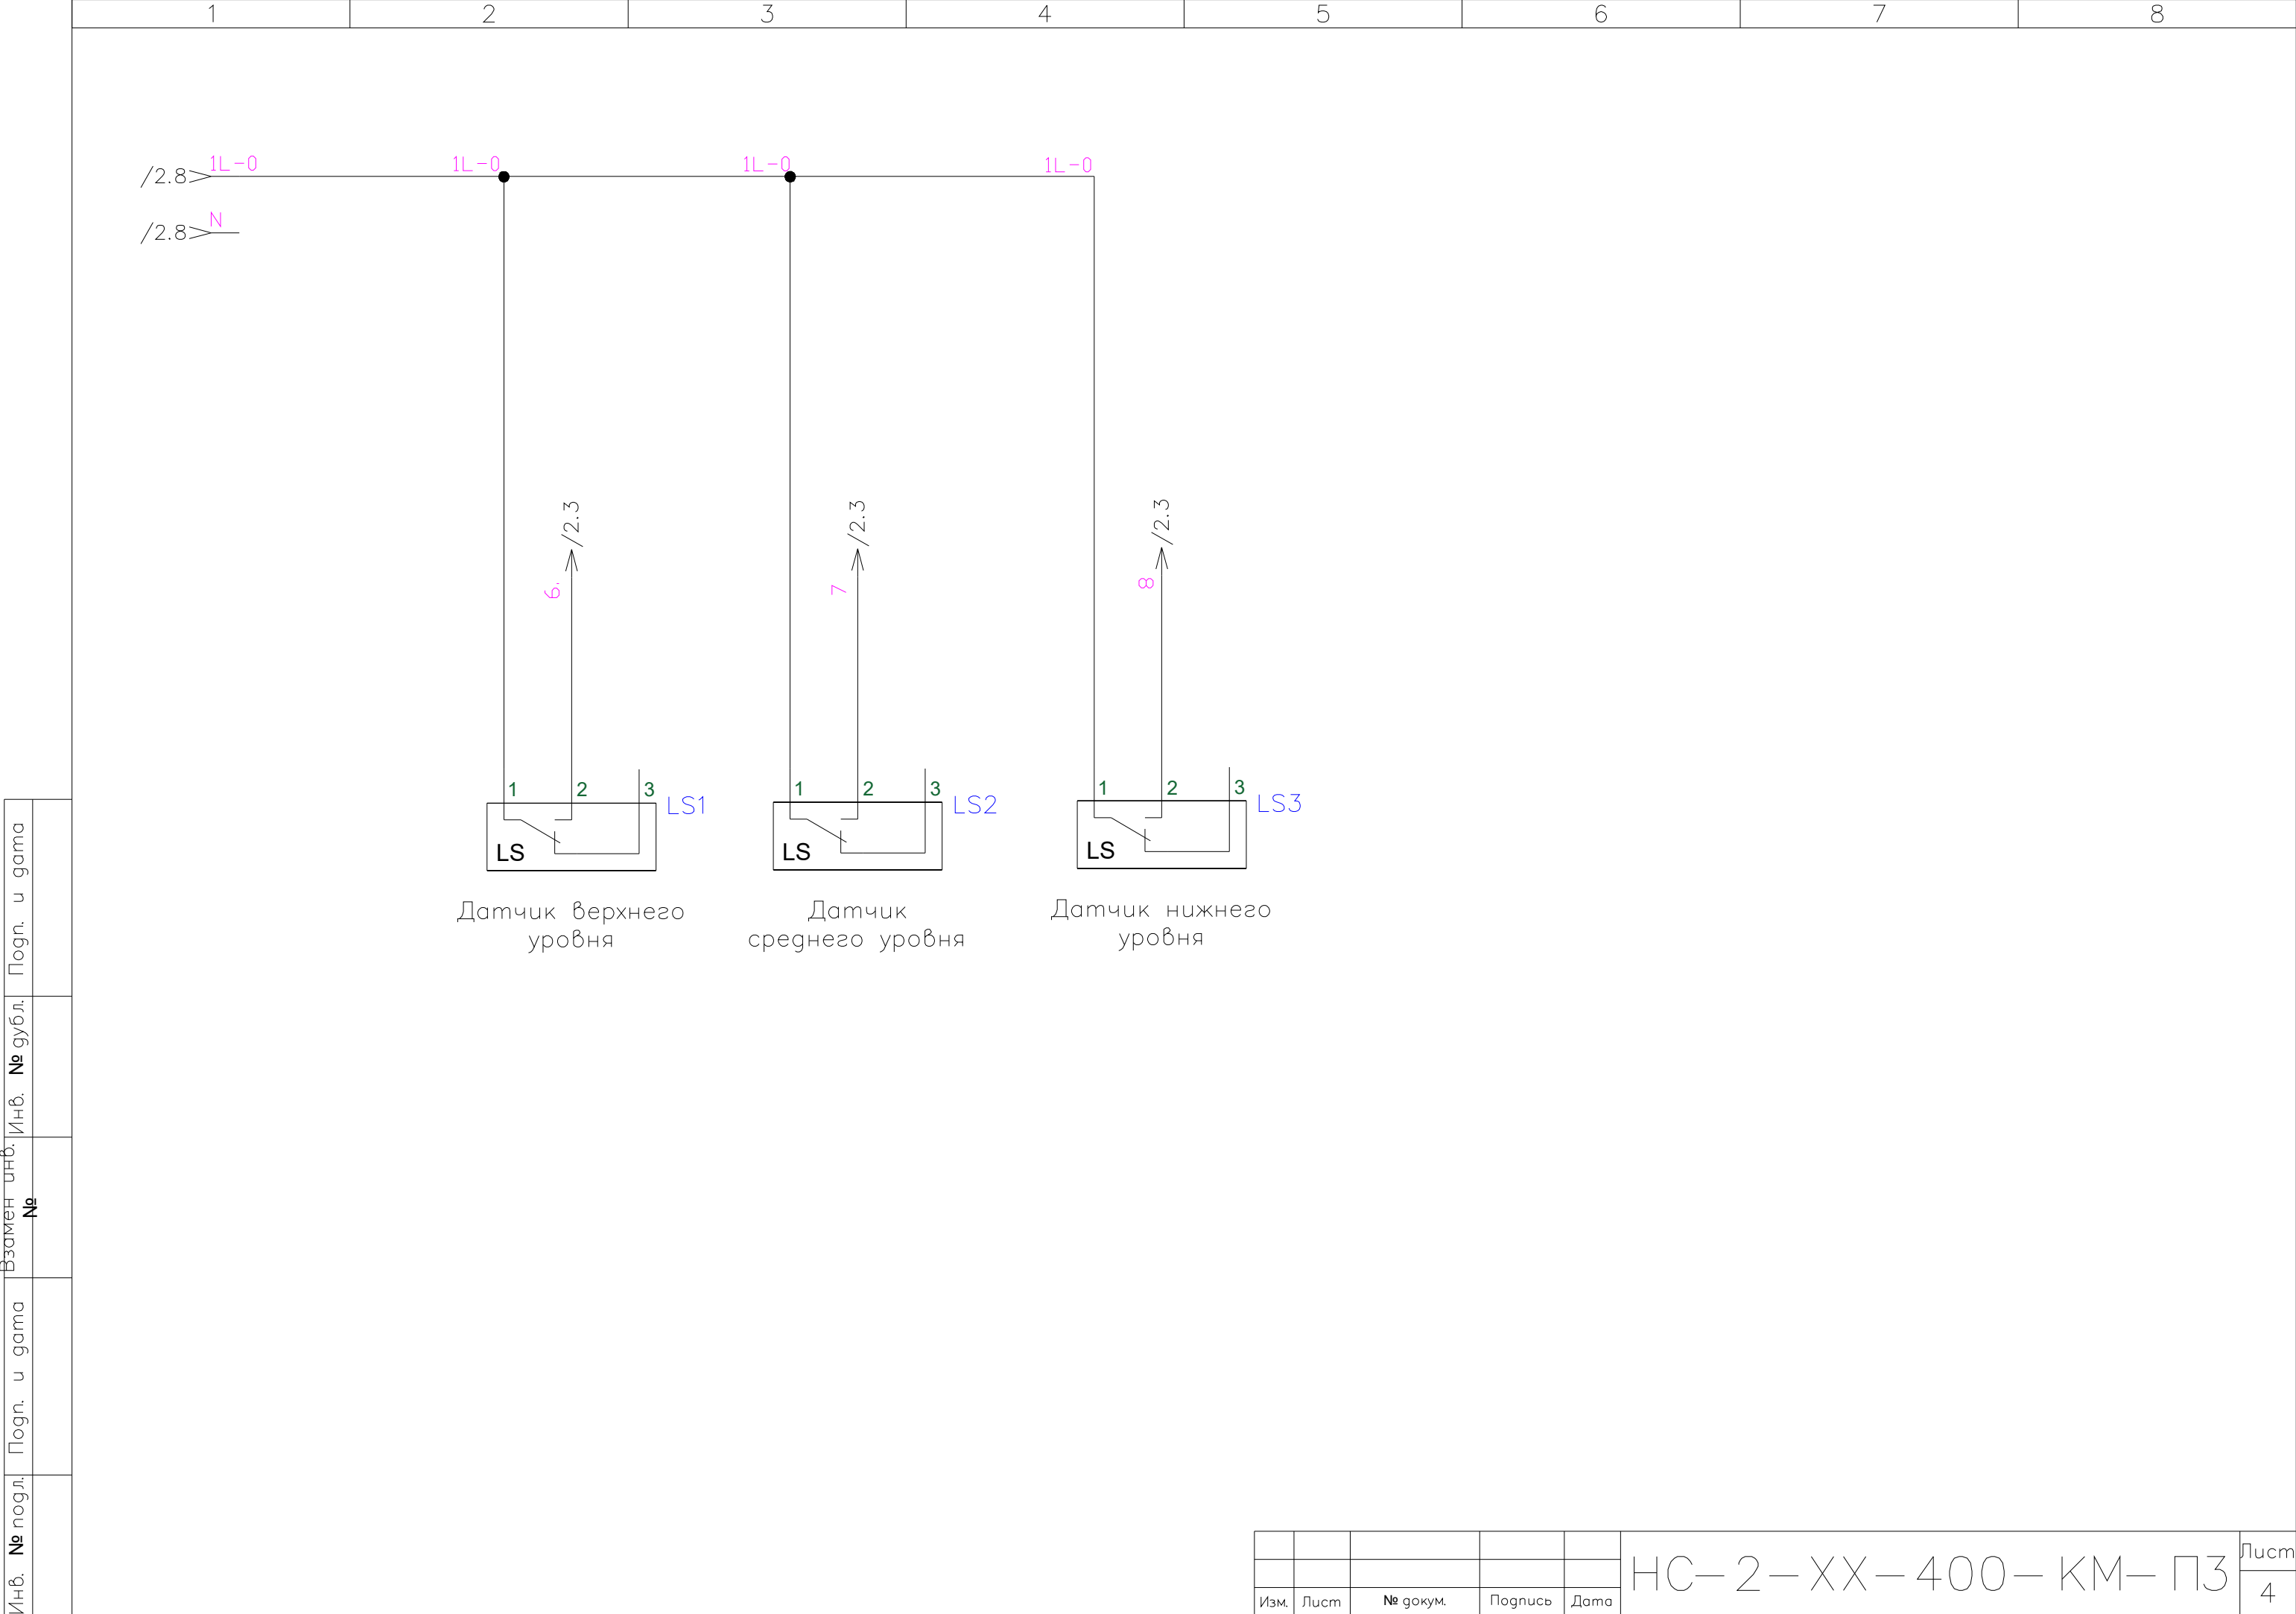 1 2 3 4 5 6 7 8
/2.8 1L-0 1L-0 1L-0 1L-0
/2.8 N
/2.3 /2.3 /2.3
6. 7 8
1 2 3 LS1
LS
1 2 3 LS2
LS
1 2 3 LS3
LS
Датчик верхнего
уровня
Датчик
среднего уровня
Датчик нижнего
уровня
Подп. и дата
Инв. № дубл.
Взамен инв.
№
Подп. и дата
Инв. № подл.
Изм. Лист № докум. Подпись Дата
НС-2-ХХ-400-КМ-П3
Лист
4